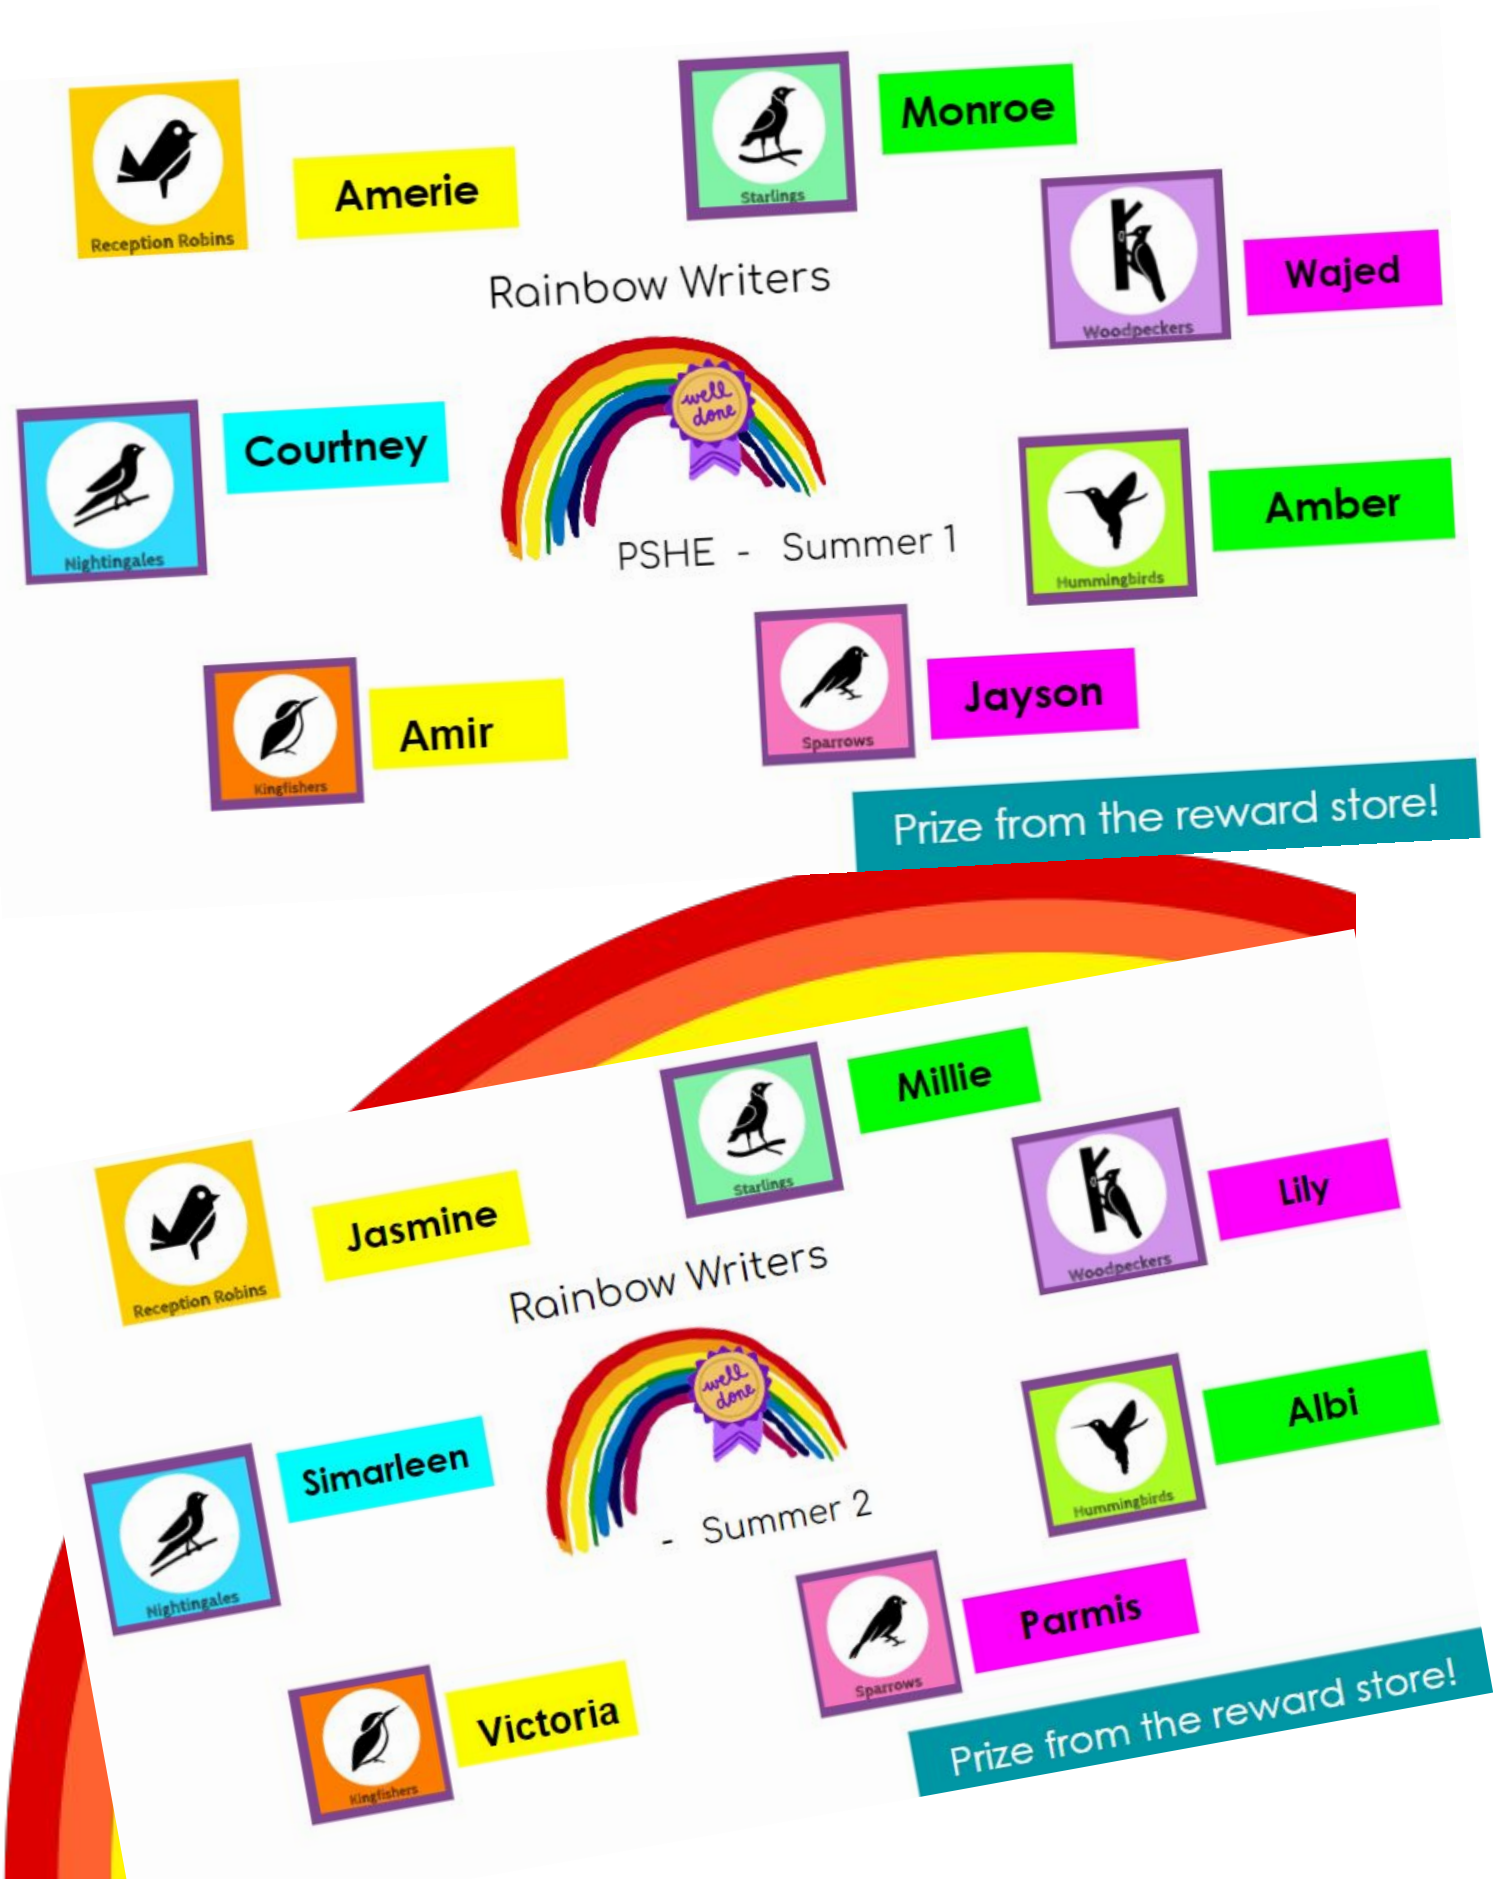 Monroe
Starlings
Amerie
Reception Robins
Wajed
Woodpeckers
Rainbow Writers
well
done
Courtney
Nightingales
Amber
Hummingbirds
PSHE - Summer 1
Jayson
Sparrows
Amir
Kingfishers
Prize from the reward store!
Millie
Starlings
Lily
Woodpeckers
Jasmine
Reception Robins
Rainbow Writers
well
done
Albi
Hummingbirds
Simarleen
Nightingales
- Summer 2
Parmis
Sparrows
Victoria
Kingfishers
Prize from the reward store!